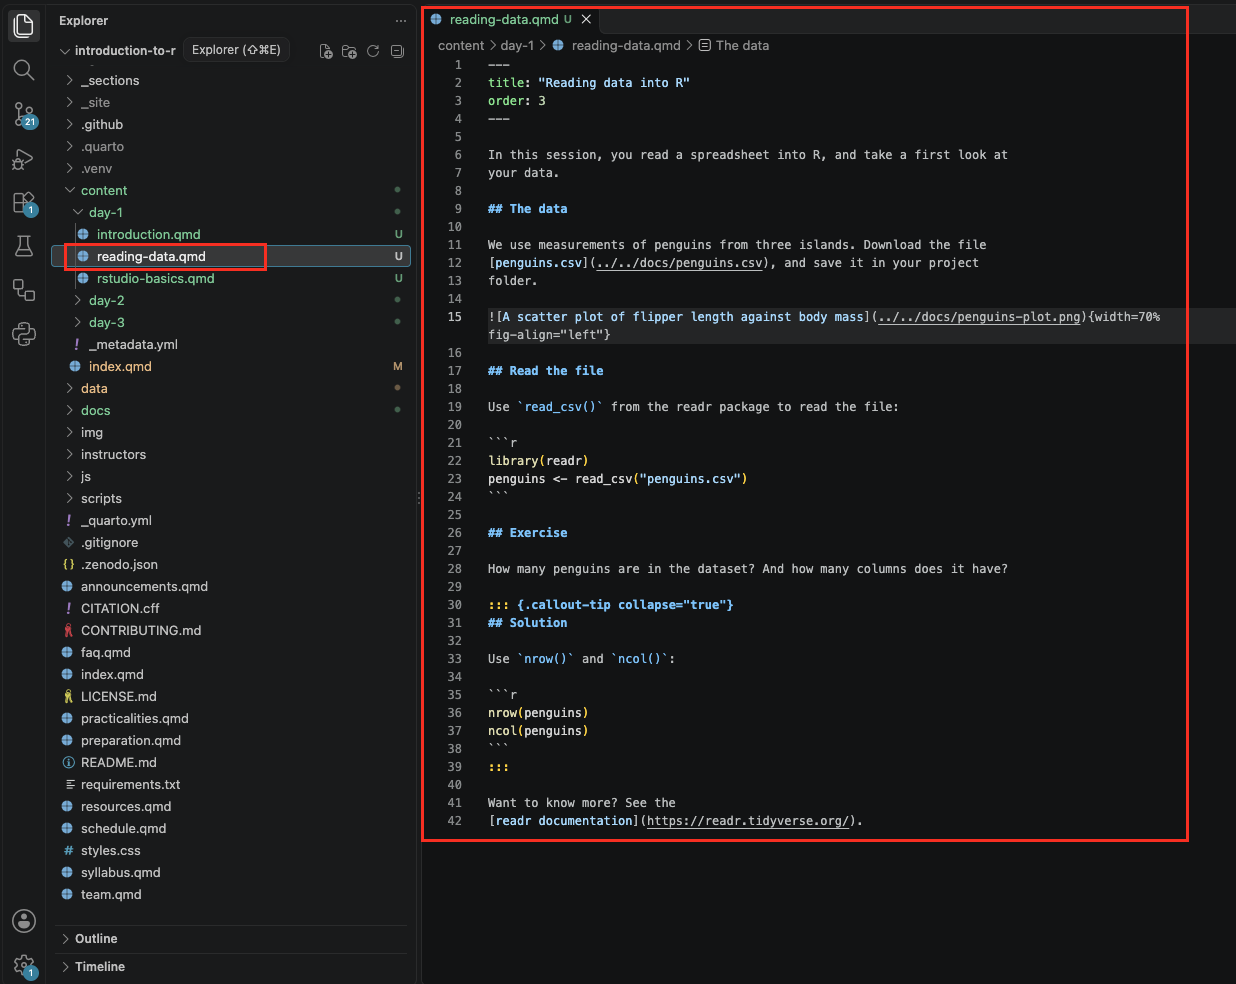 Explorer
introduction-to-r
Explorer (⇧⌘E)
_sections
_site
.github
.quarto
.venv
content
day-1
introduction.qmd U
reading-data.qmd U
rstudio-basics.qmd U
day-2
day-3
! _metadata.yml
index.qmd M
data
docs
img
instructors
js
scripts
! _quarto.yml
.gitignore
{} .zenodo.json
announcements.qmd
! CITATION.cff
CONTRIBUTING.md
faq.qmd
index.qmd
LICENSE.md
practicalities.qmd
preparation.qmd
README.md
requirements.txt
resources.qmd
schedule.qmd
# styles.css
syllabus.qmd
team.qmd
Outline
Timeline
21
1
1
reading-data.qmd U
content > day-1 > reading-data.qmd > The data
1 ---
2 title: "Reading data into R"
3 order: 3
4 ---
5
6 In this session, you read a spreadsheet into R, and take a first look at
7 your data.
8
9 ## The data
10
11 We use measurements of penguins from three islands. Download the file
12 [penguins.csv](../../docs/penguins.csv), and save it in your project
13 folder.
14
15 ![A scatter plot of flipper length against body mass](../../docs/penguins-plot.png){width=70%
fig-align="left"}
16
17 ## Read the file
18
19 Use `read_csv()` from the readr package to read the file:
20
21 ```r
22 library(readr)
23 penguins <- read_csv("penguins.csv")
24 ```
25
26 ## Exercise
27
28 How many penguins are in the dataset? And how many columns does it have?
29
30 ::: {.callout-tip collapse="true"}
31 ## Solution
32
33 Use `nrow()` and `ncol()`:
34
35 ```r
36 nrow(penguins)
37 ncol(penguins)
38 ```
39 :::
40
41 Want to know more? See the
42 [readr documentation](https://readr.tidyverse.org/).